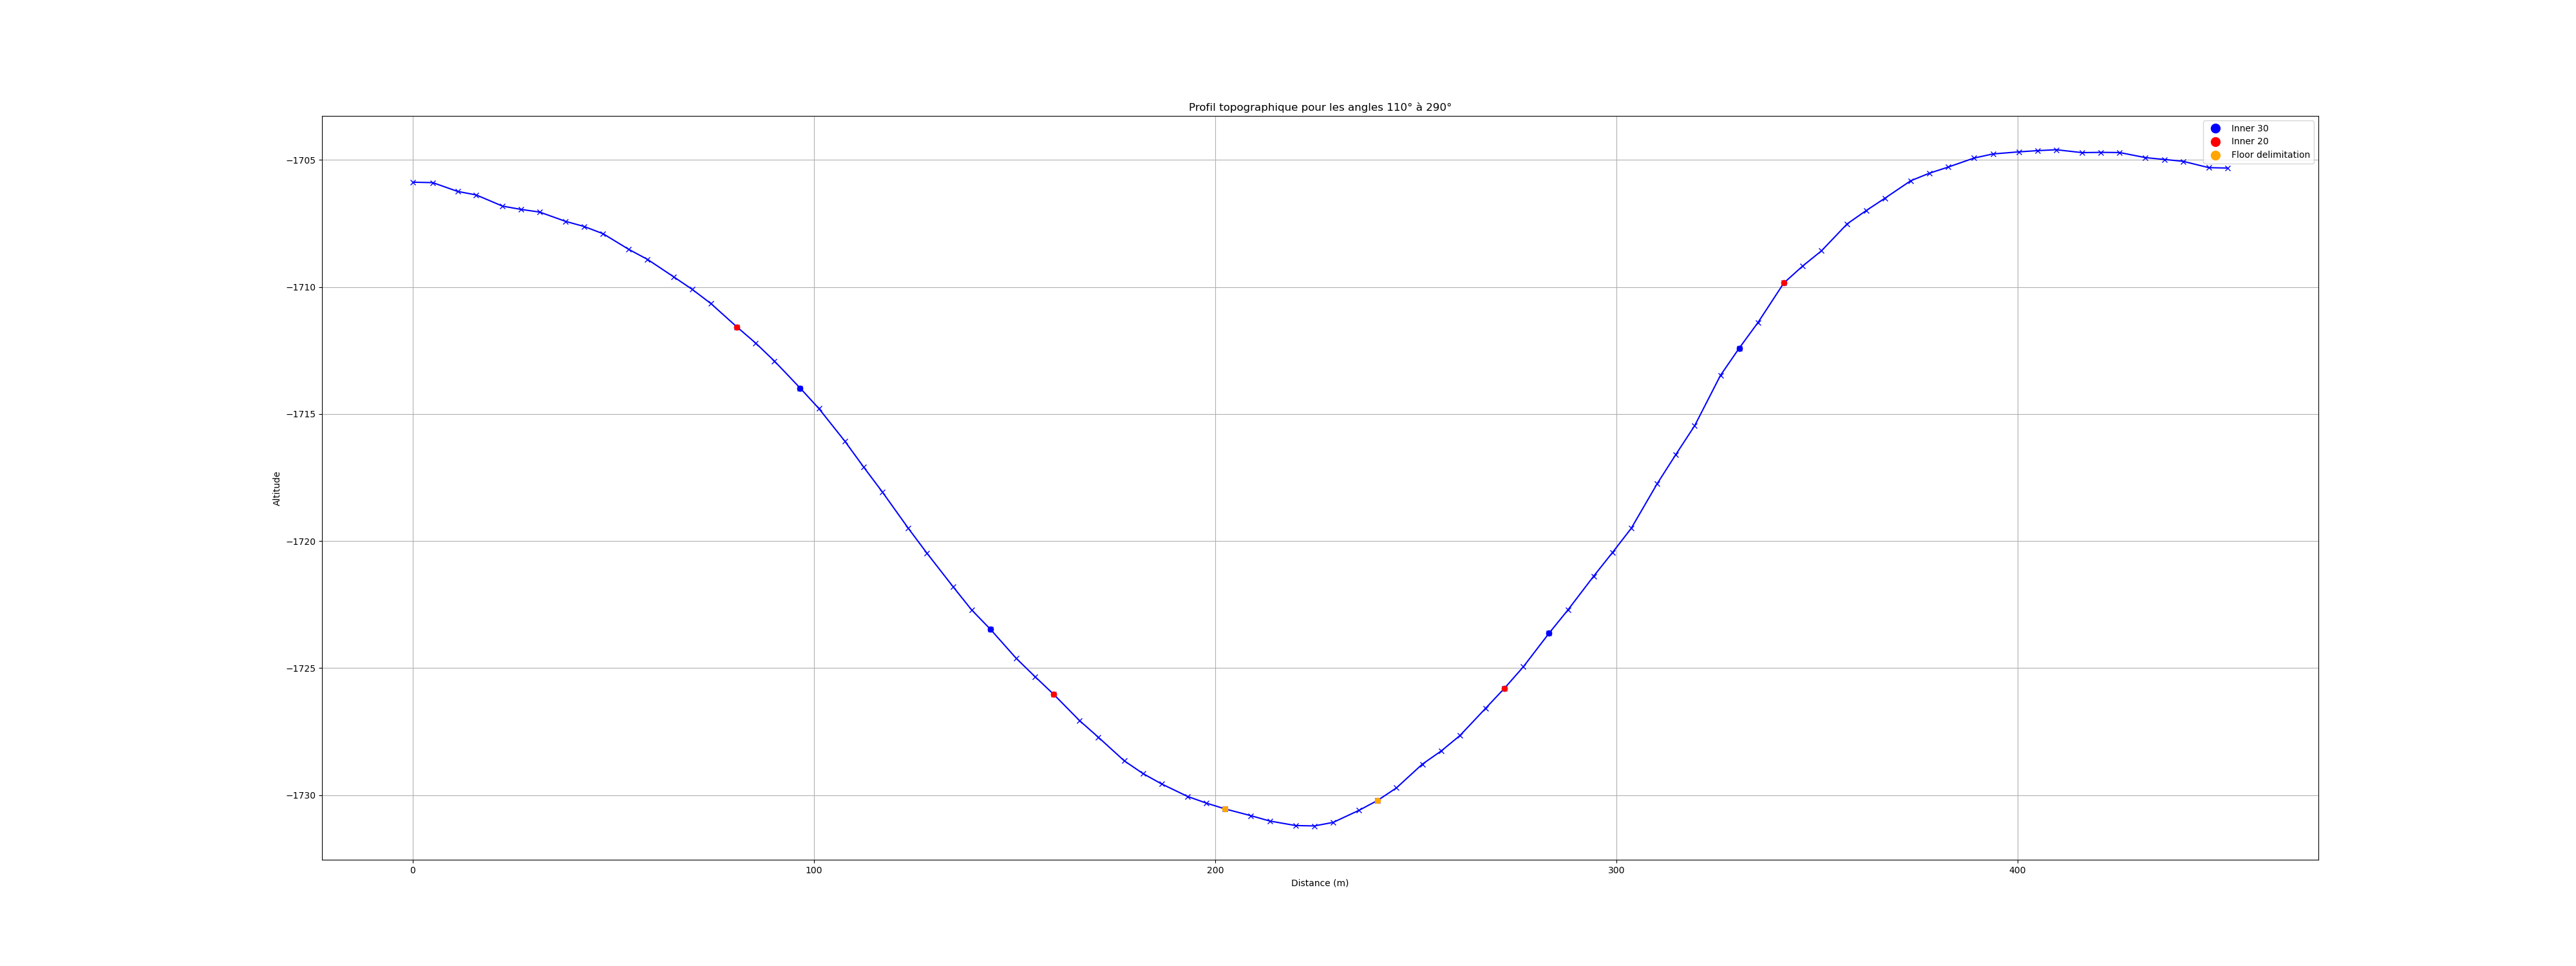 Profil topographique pour les angles 110° à 290°
Inner 30
Inner 20
Floor delimitation
−1705
−1710
−1715
−1720
−1725
−1730
Altitude
0
100
200
300
400
Distance (m)